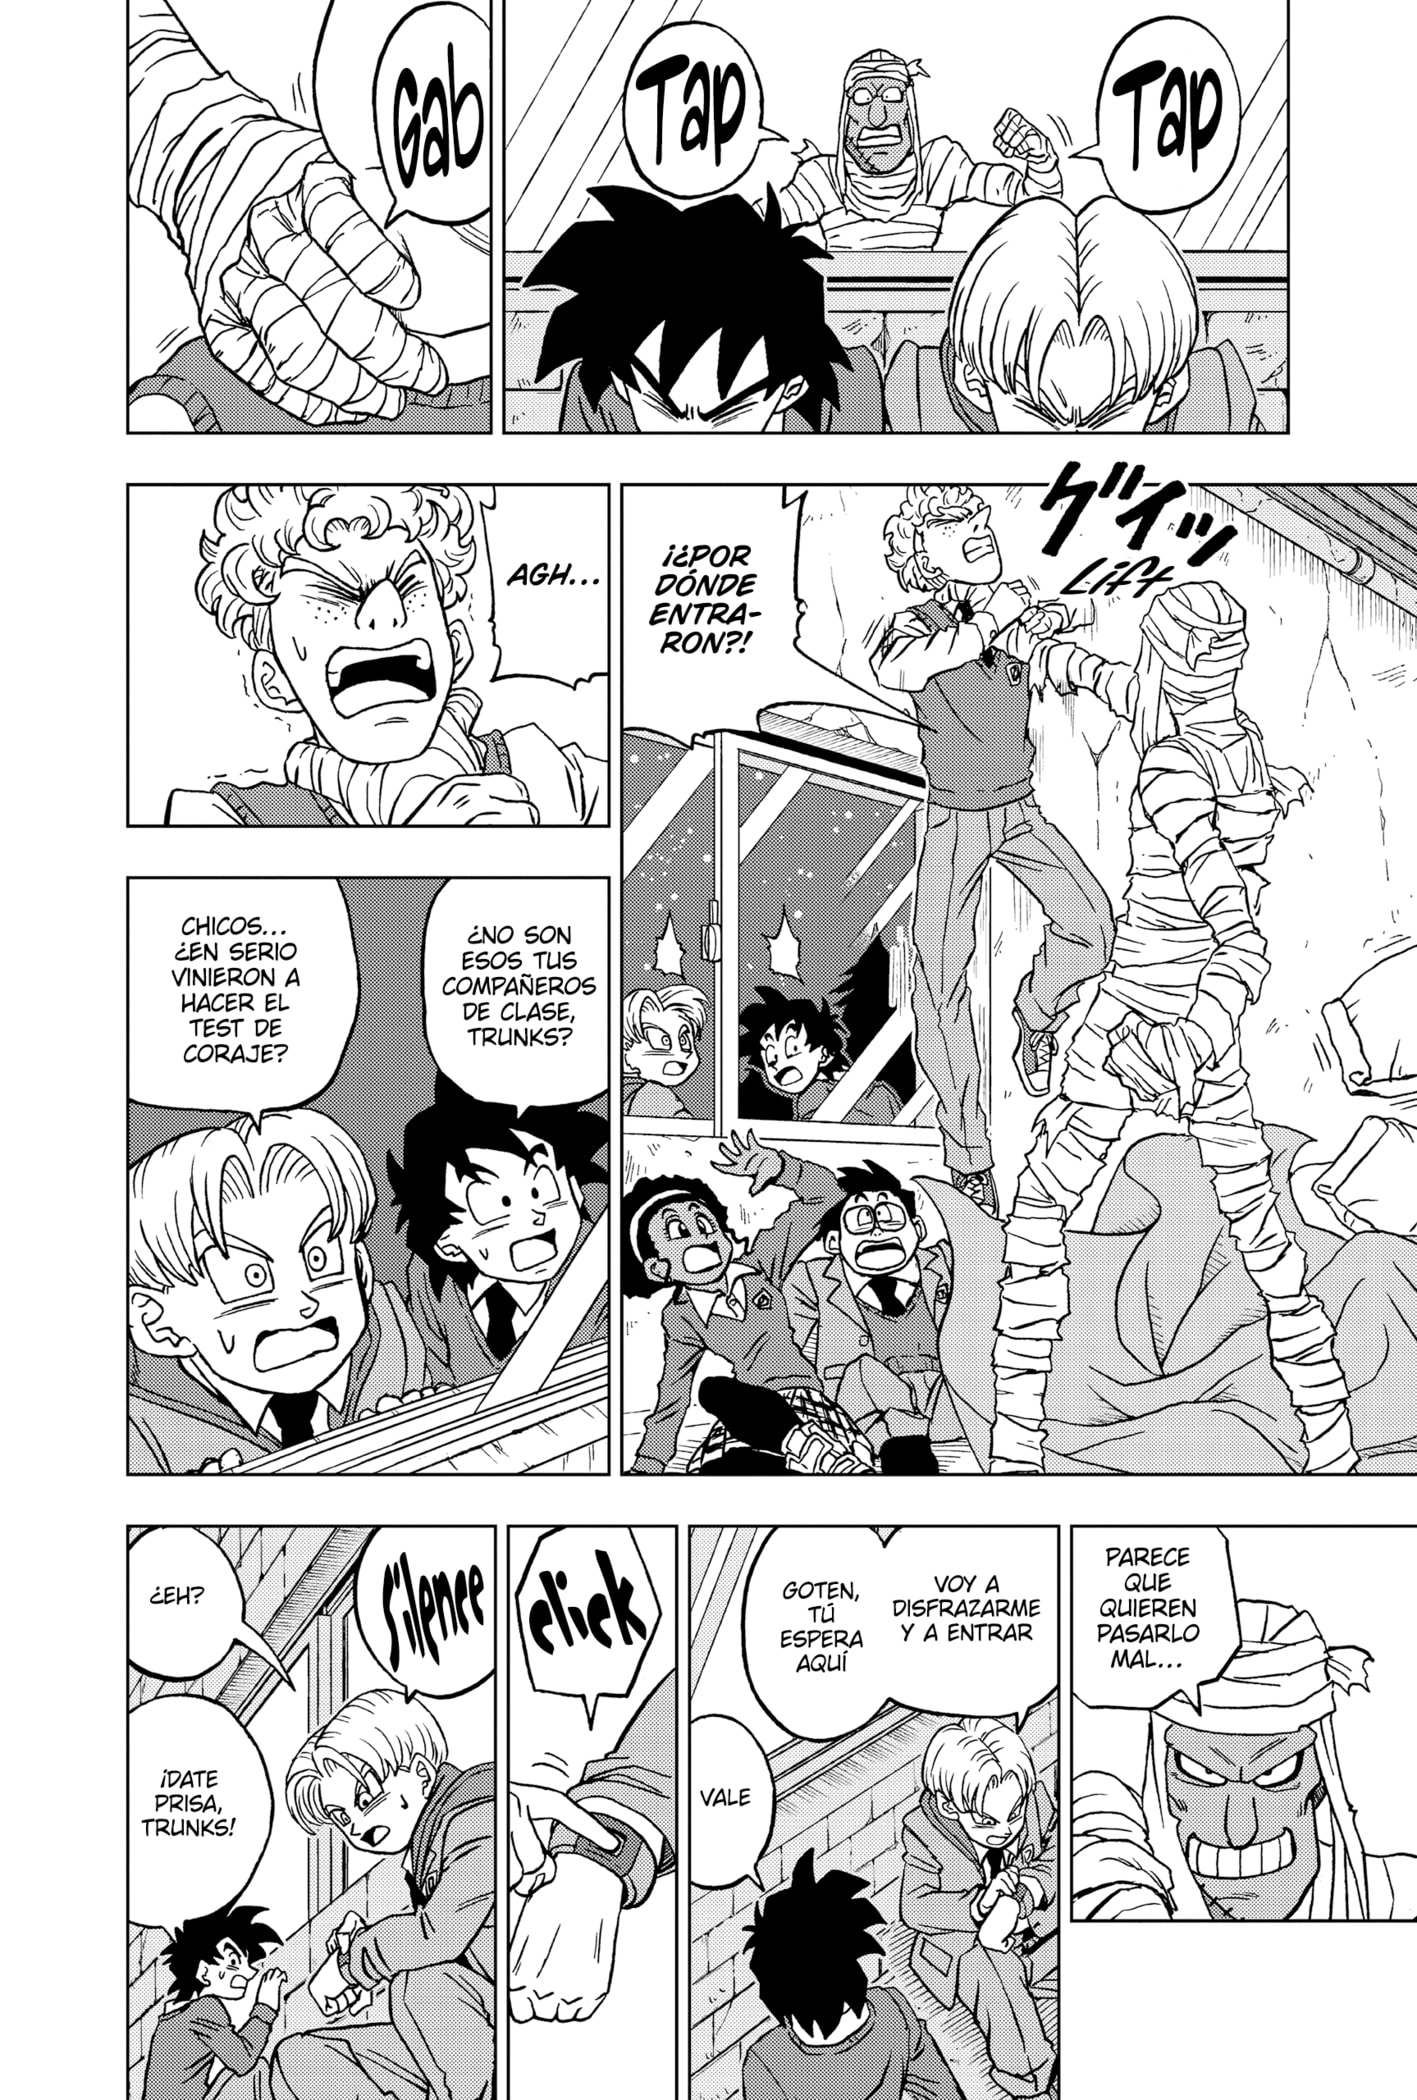 Tap
Tap
Gab
グイッ
Lift
¡¿POR
DÓNDE
ENTRA-
RON?!
AGH...
¿NO SON
ESOS TUS
COMPAÑEROS
DE CLASE,
TRUNKS?
CHICOS...
¿EN SERIO
VINIERON A
HACER EL
TEST DE
CORAJE?
PARECE
QUE
QUIEREN
PASARLO
MAL...
VOY A
DISFRAZARME
Y A ENTRAR
GOTEN,
TÚ
ESPERA
AQUÍ
VALE
click
Silence
¿EH?
¡DATE
PRISA,
TRUNKS!